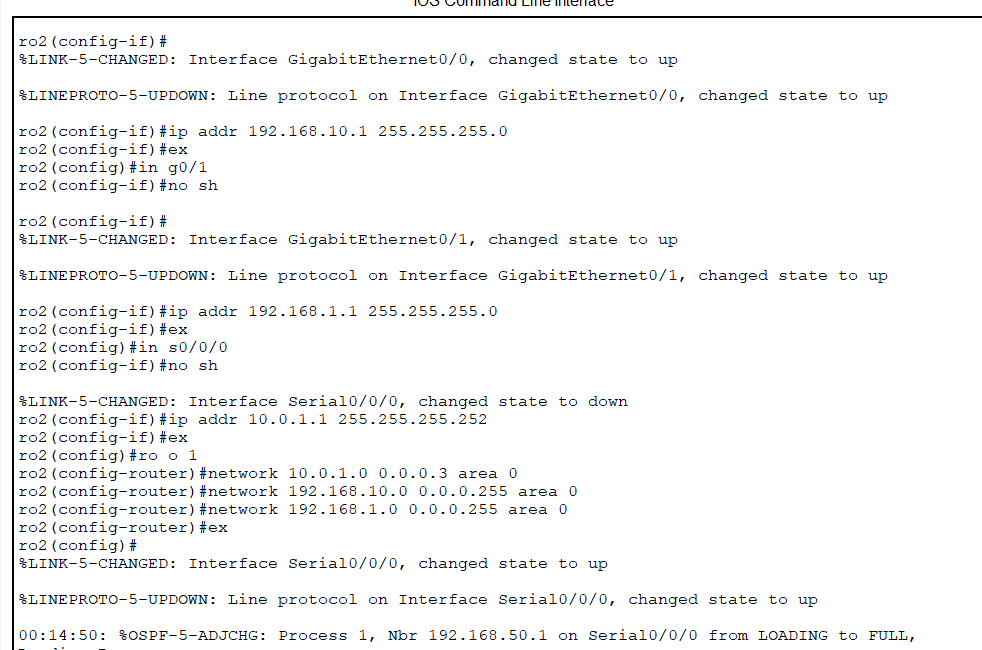 IOS Command Line Interface
ro2(config-if)#
%LINK-5-CHANGED: Interface GigabitEthernet0/0, changed state to up
%LINEPROTO-5-UPDOWN: Line protocol on Interface GigabitEthernet0/0, changed state to up
ro2(config-if)#ip addr 192.168.10.1 255.255.255.0
ro2(config-if)#ex
ro2(config)#in g0/1
ro2(config-if)#no sh
ro2(config-if)#
%LINK-5-CHANGED: Interface GigabitEthernet0/1, changed state to up
%LINEPROTO-5-UPDOWN: Line protocol on Interface GigabitEthernet0/1, changed state to up
ro2(config-if)#ip addr 192.168.1.1 255.255.255.0
ro2(config-if)#ex
ro2(config)#in s0/0/0
ro2(config-if)#no sh
%LINK-5-CHANGED: Interface Serial0/0/0, changed state to down
ro2(config-if)#ip addr 10.0.1.1 255.255.255.252
ro2(config-if)#ex
ro2(config)#ro o 1
ro2(config-router)#network 10.0.1.0 0.0.0.3 area 0
ro2(config-router)#network 192.168.10.0 0.0.0.255 area 0
ro2(config-router)#network 192.168.1.0 0.0.0.255 area 0
ro2(config-router)#ex
ro2(config)#
%LINK-5-CHANGED: Interface Serial0/0/0, changed state to up
%LINEPROTO-5-UPDOWN: Line protocol on Interface Serial0/0/0, changed state to up
00:14:50: %OSPF-5-ADJCHG: Process 1, Nbr 192.168.50.1 on Serial0/0/0 from LOADING to FULL,